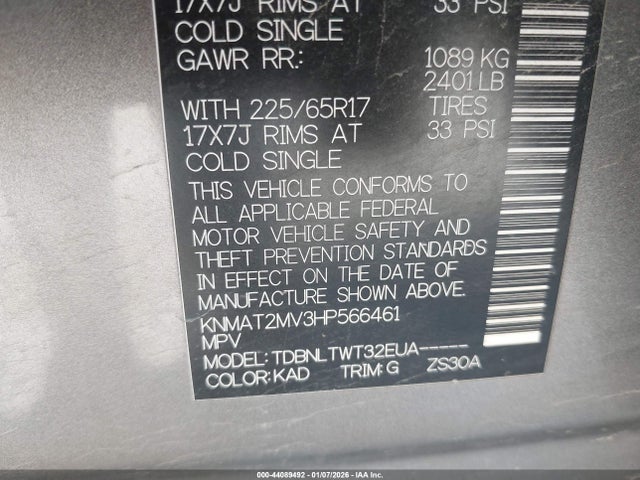 17X7J RIMS AT 33 PSI
COLD SINGLE
GAWR RR.: 1089 KG
2401 LB
WITH 225/65R17 TIRES
17X7J RIMS AT 33 PSI
COLD SINGLE
THIS VEHICLE CONFORMS TO
ALL APPLICABLE FEDERAL
MOTOR VEHICLE SAFETY AND
THEFT PREVENTION STANDARDS
IN EFFECT ON THE DATE OF
MANUFACTURE SHOWN ABOVE.
KNMAT2MV3HP566461
MPV
MODEL: TDBNLTWT32EUA-----
COLOR: KAD TRIM: G ZS30A
000-44089492 - 01/07/2026 - IAA Inc.